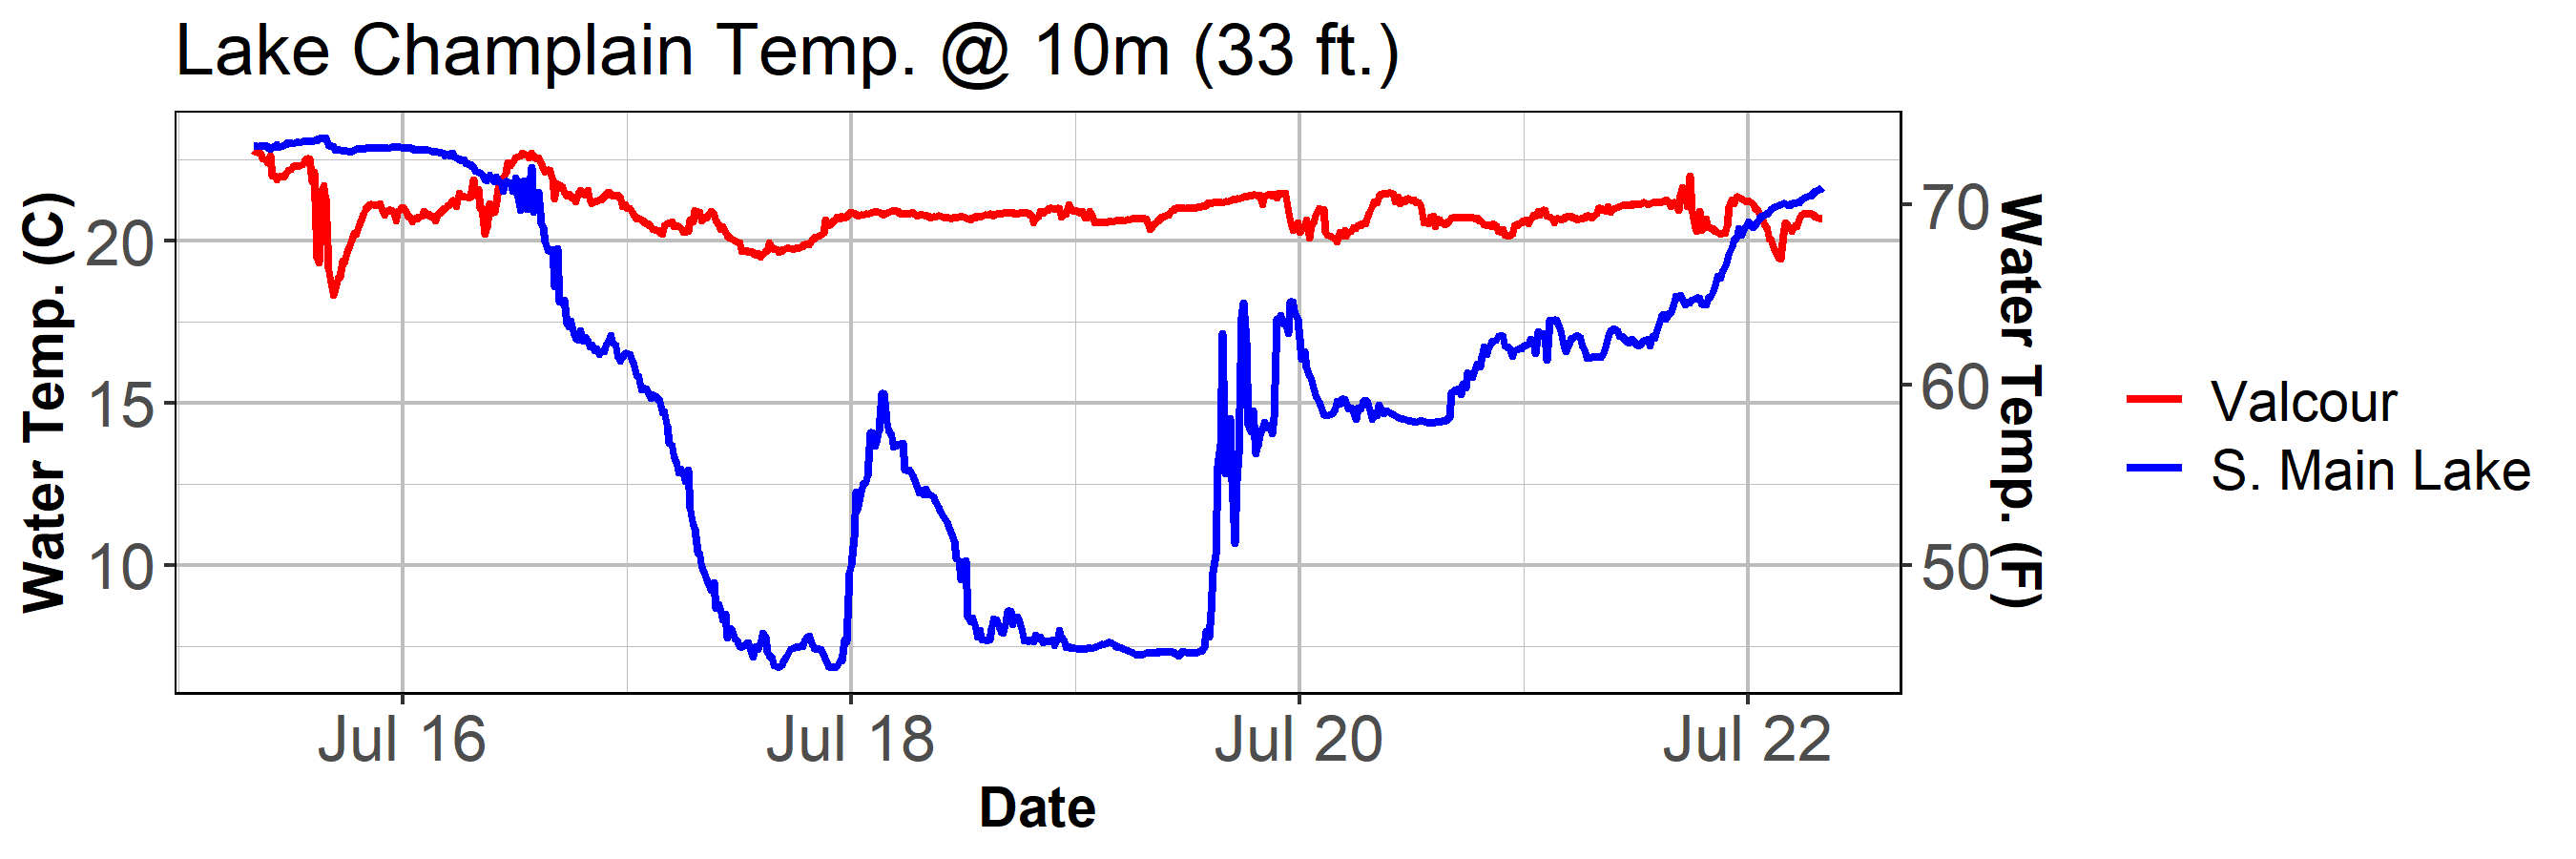 Lake Champlain Temp. @ 10m (33 ft.)
Water Temp. (C)
20
15
10
70
60
50
Water Temp. (F)
Jul 16
Jul 18
Jul 20
Jul 22
Date
Valcour
S. Main Lake